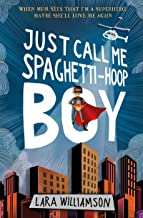 WHEN MUM SEES THAT I'M A SUPERHERO,
MAYBE SHE'LL LOVE ME AGAIN
JUST CALL ME
SPAGHETTI-HOOP
BOY
LARA WILLIAMSON